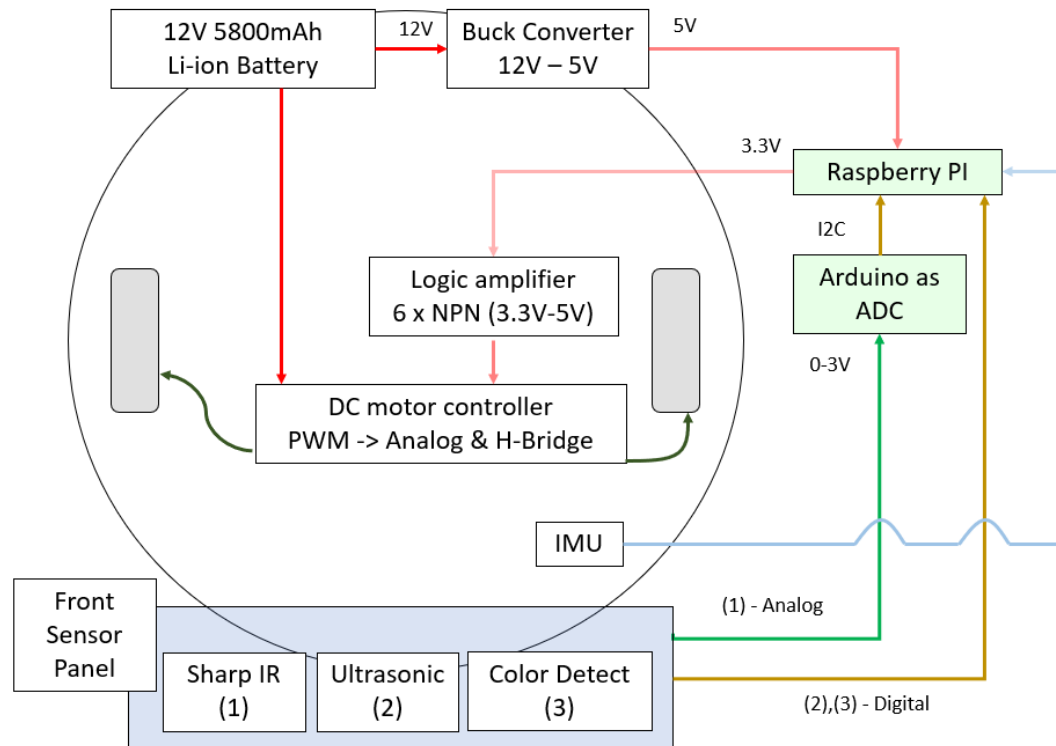 12V 5800mAh
Li-ion Battery
12V
Buck Converter
12V – 5V
5V
3.3V
Raspberry PI
I2C
Logic amplifier
6 x NPN (3.3V-5V)
Arduino as
ADC
0-3V
DC motor controller
PWM -> Analog & H-Bridge
IMU
Front
Sensor
Panel
(1) - Analog
Sharp IR
(1)
Ultrasonic
(2)
Color Detect
(3)
(2),(3) - Digital